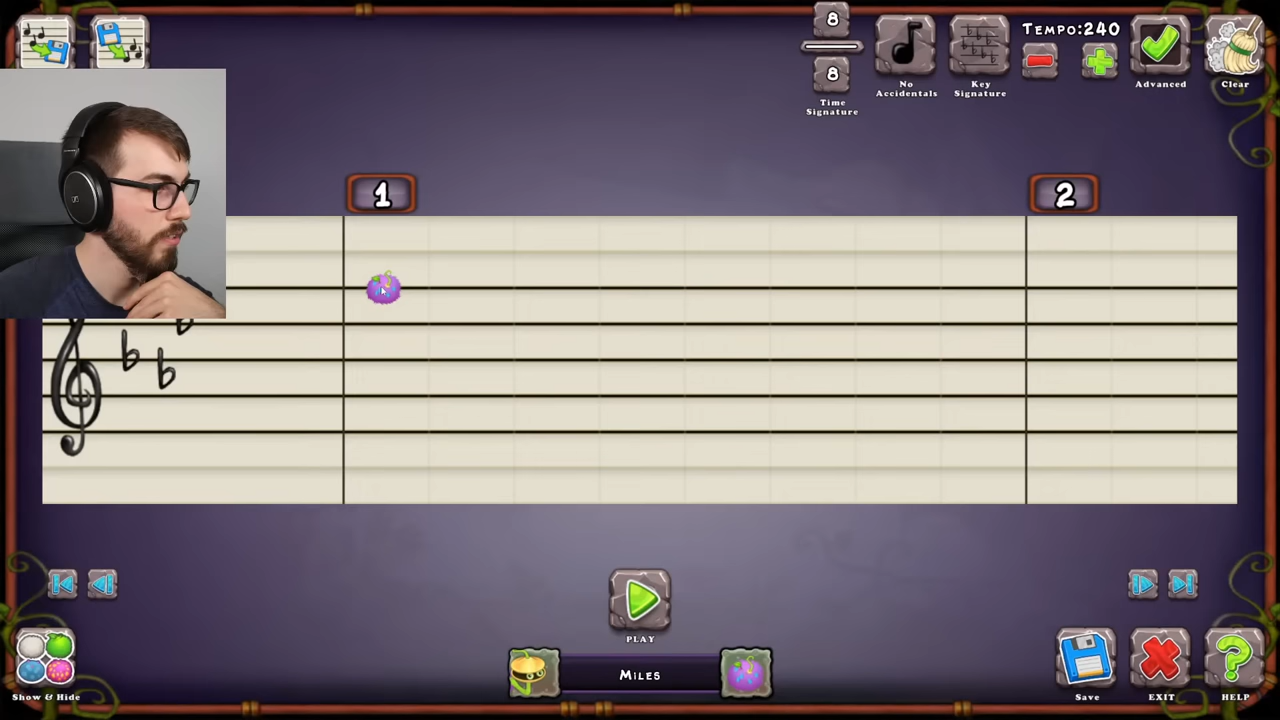 8
8
Time
Signature
No
Accidentals
Key
Signature
Tempo:240
Advanced
Clear
1
2
PLAY
Miles
Show & Hide
Save
EXIT
HELP